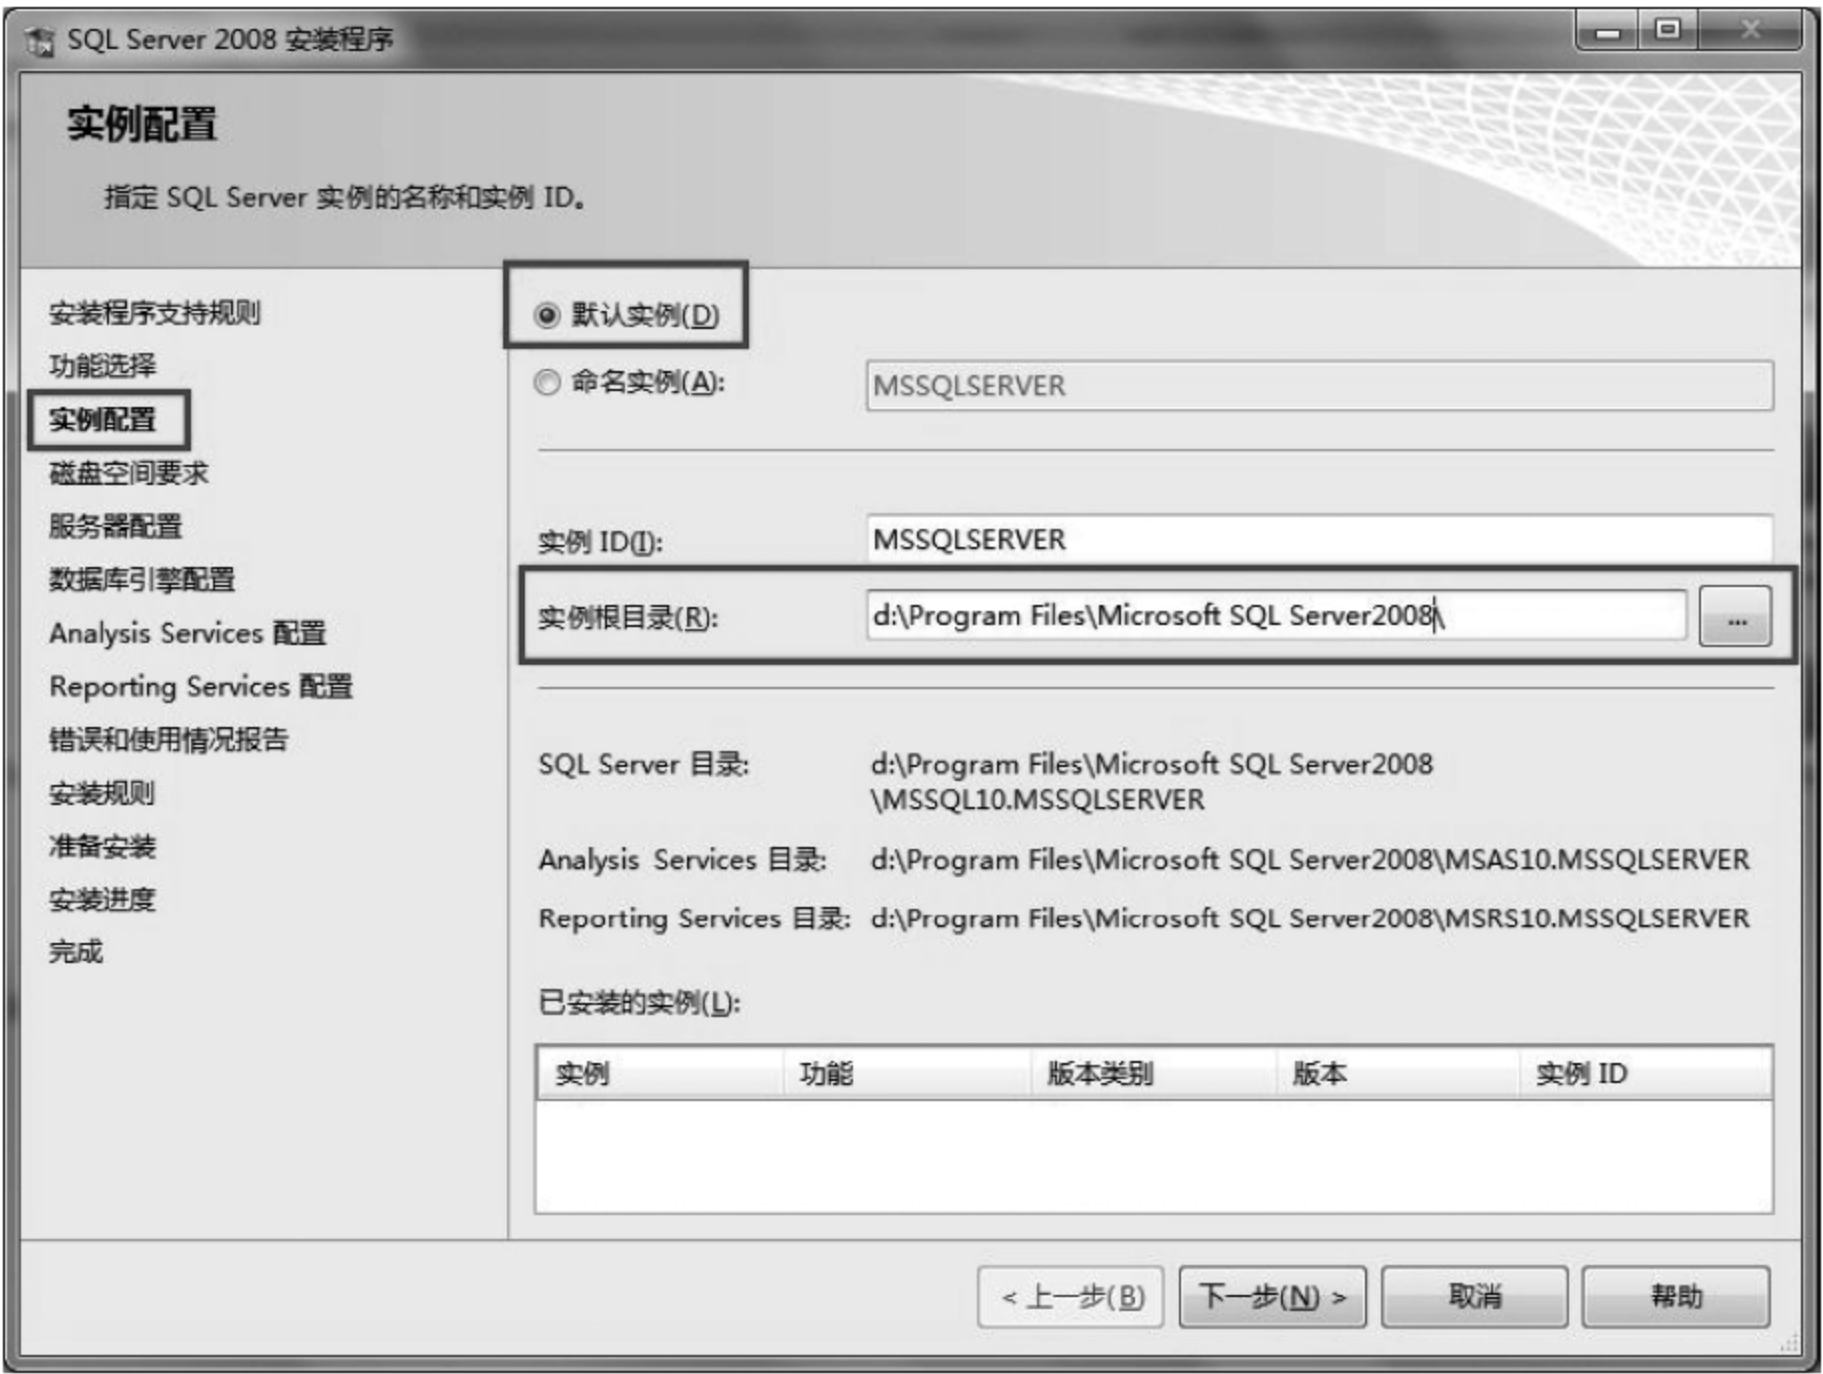 SQL Server 2008 安装程序
实例配置
指定 SQL Server 实例的名称和实例 ID。
安装程序支持规则
功能选择
实例配置
磁盘空间要求
服务器配置
数据库引擎配置
Analysis Services 配置
Reporting Services 配置
错误和使用情况报告
安装规则
准备安装
安装进度
完成
默认实例(D)
命名实例(A): MSSQLSERVER
实例 ID(I): MSSQLSERVER
实例根目录(R): d:\Program Files\Microsoft SQL Server2008\ ...
SQL Server 目录: d:\Program Files\Microsoft SQL Server2008
\MSSQL10.MSSQLSERVER
Analysis Services 目录: d:\Program Files\Microsoft SQL Server2008\MSAS10.MSSQLSERVER
Reporting Services 目录: d:\Program Files\Microsoft SQL Server2008\MSRS10.MSSQLSERVER
已安装的实例(L):
实例 功能 版本类别 版本 实例 ID
< 上一步(B) 下一步(N) > 取消 帮助